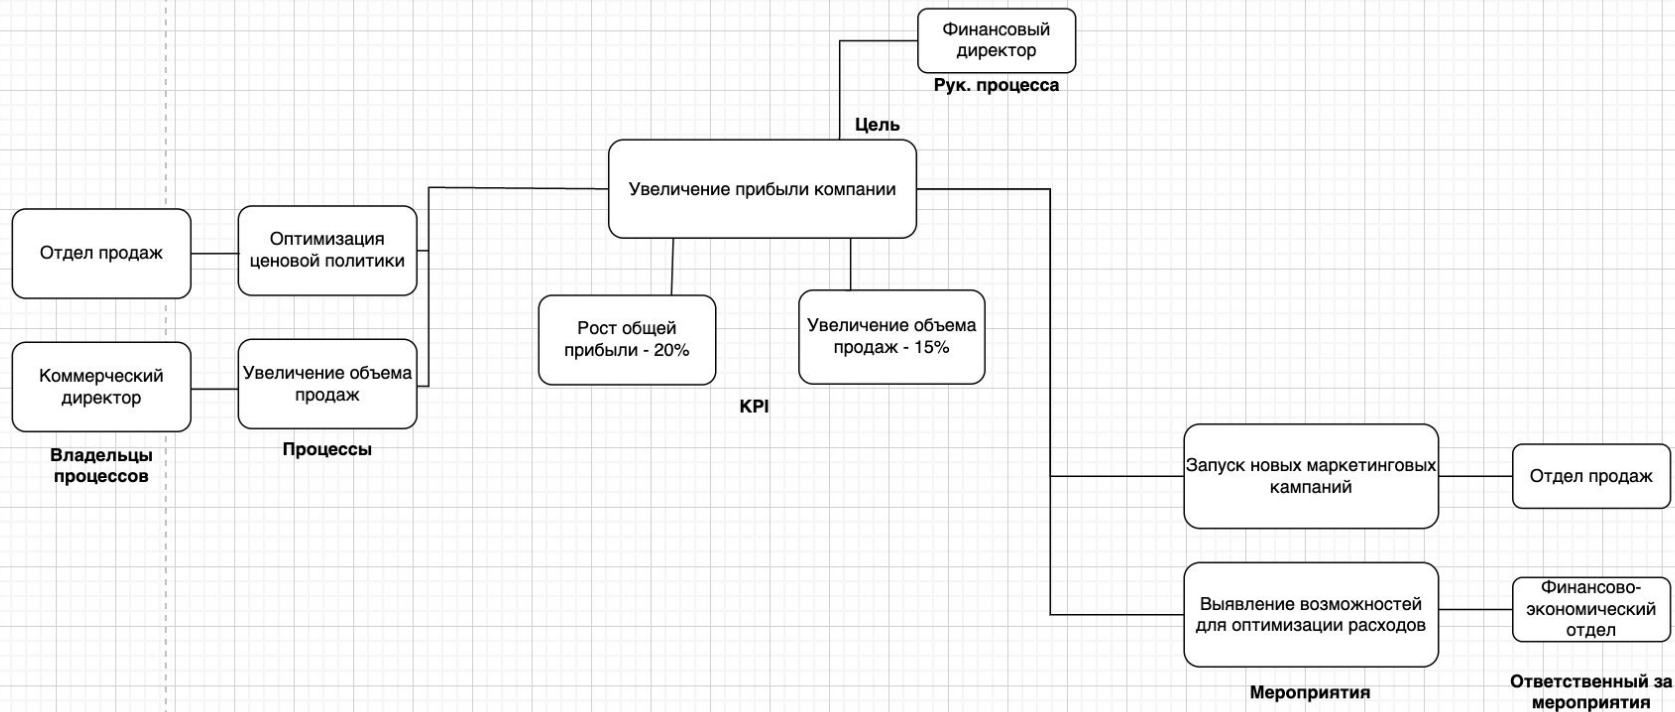 Финансовый
директор
Рук. процесса
Цель
Увеличение прибыли компании
Отдел продаж
Оптимизация
ценовой политики
Рост общей
прибыли - 20%
Увеличение объема
продаж - 15%
KPI
Коммерческий
директор
Увеличение объема
продаж
Владельцы
процессов
Процессы
Запуск новых маркетинговых
кампаний
Отдел продаж
Выявление возможностей
для оптимизации расходов
Финансово-
экономический
отдел
Мероприятия
Ответственный за
мероприятия